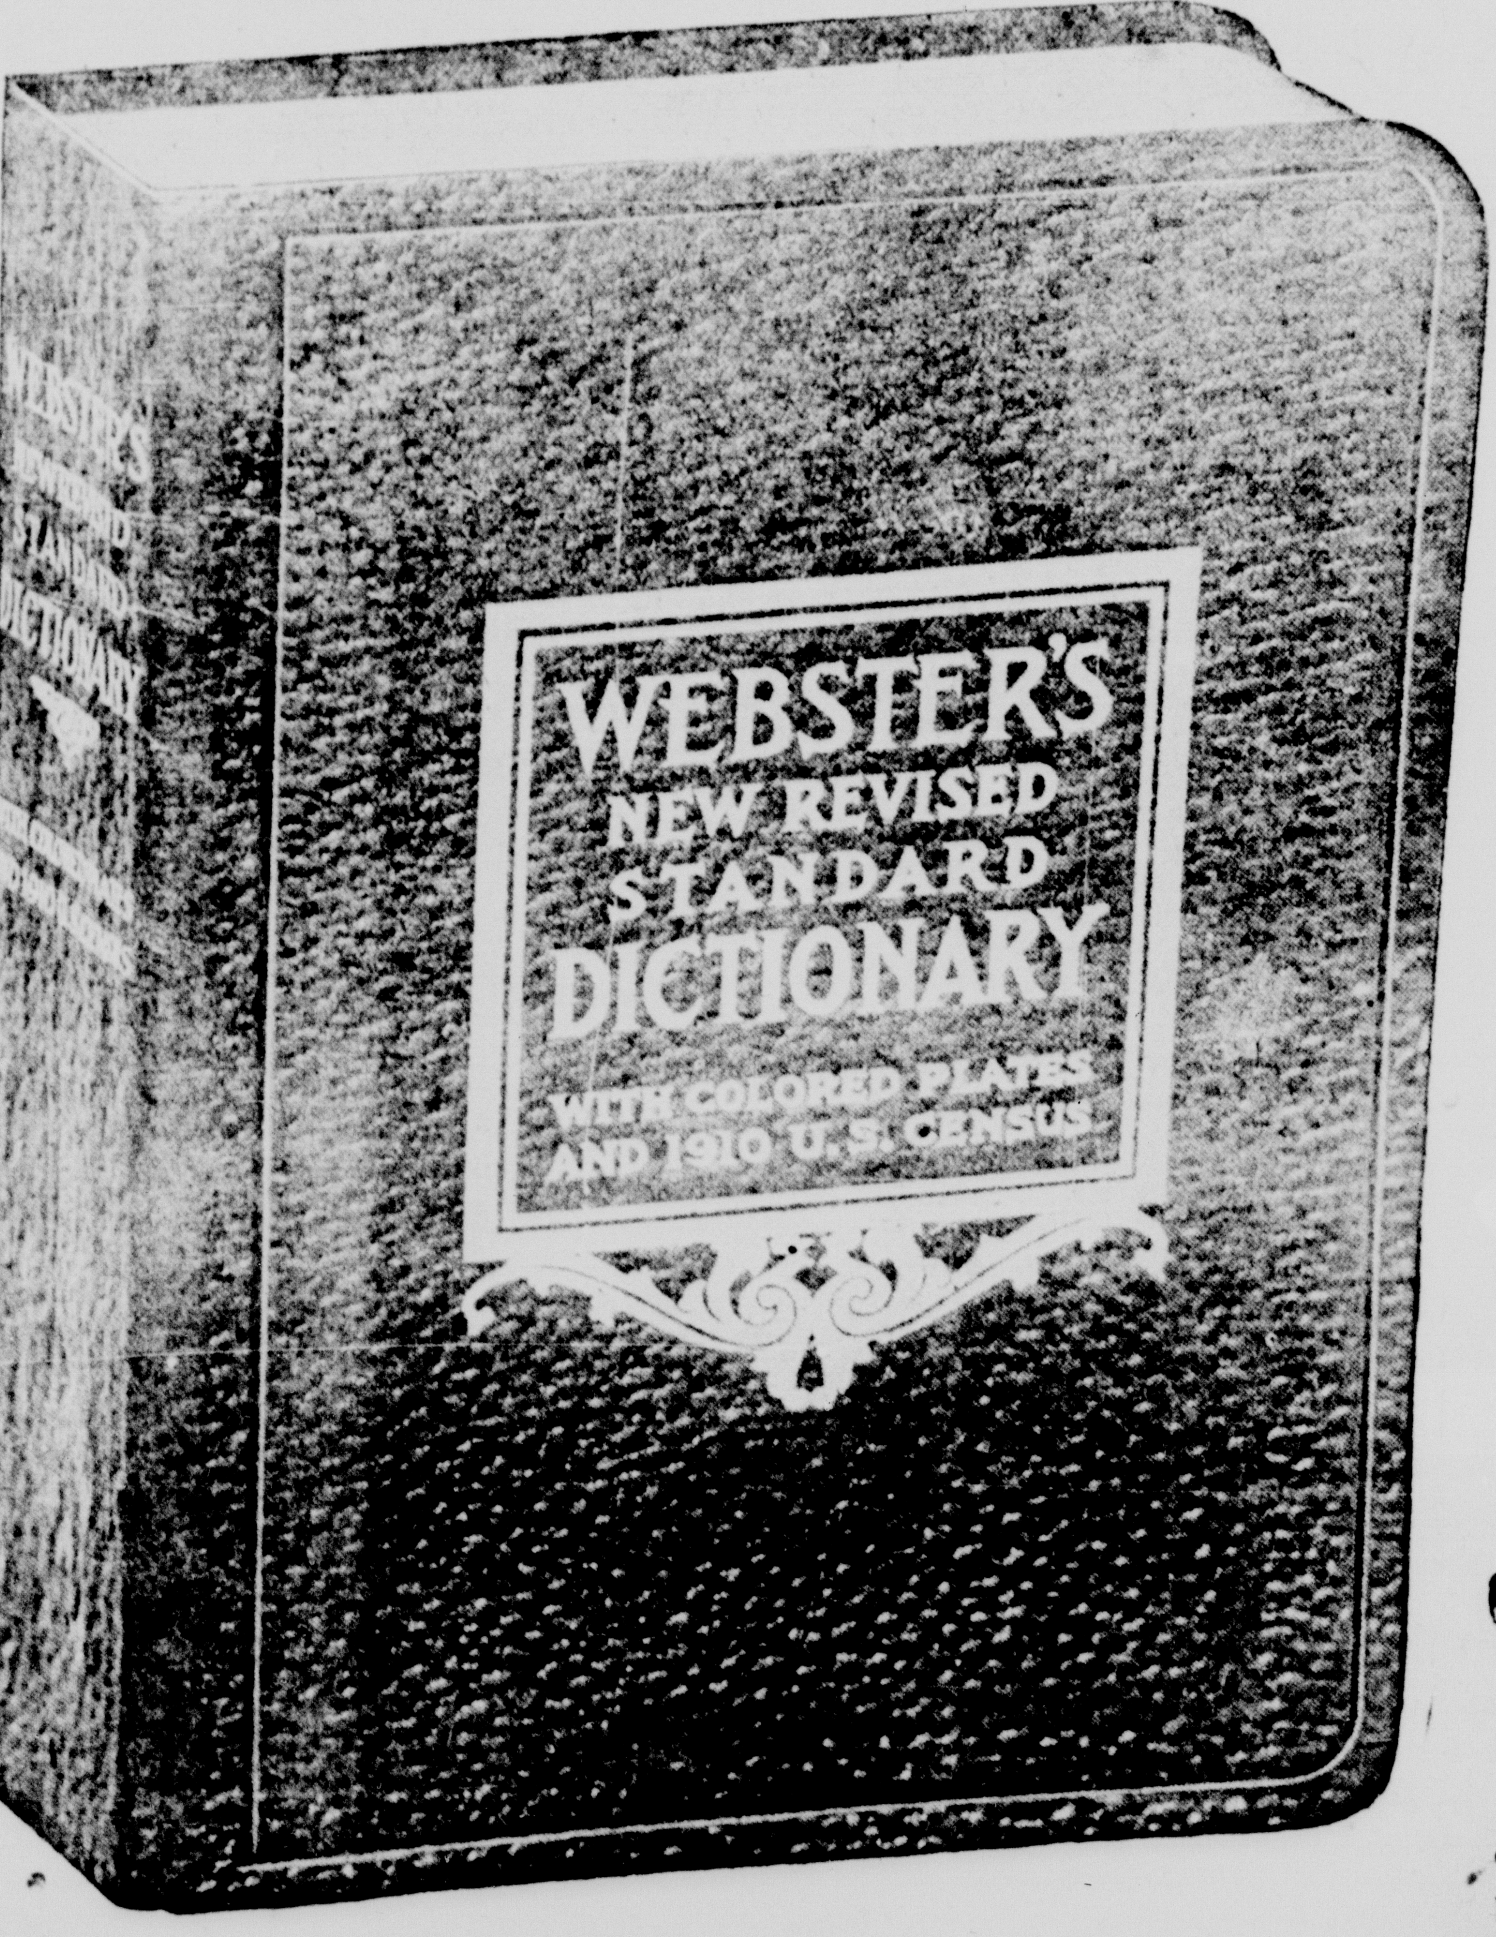 WEBSTER'S
STANDARD
DICTIONARY
WEBSTER'S
NEW REVISED
STANDARD
DICTIONARY
WITH COLORED PLATES
AND 1910 U. S. CENSUS